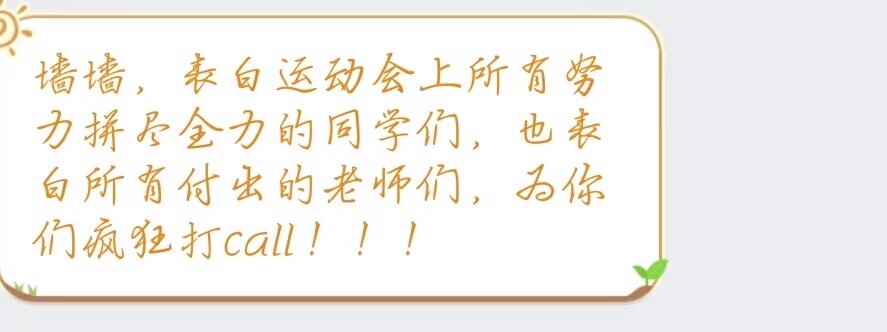 墙墙，表白运动会上所有努
力拼尽全力的同学们，也表
白所有付出的老师们，为你
们疯狂打call！！！